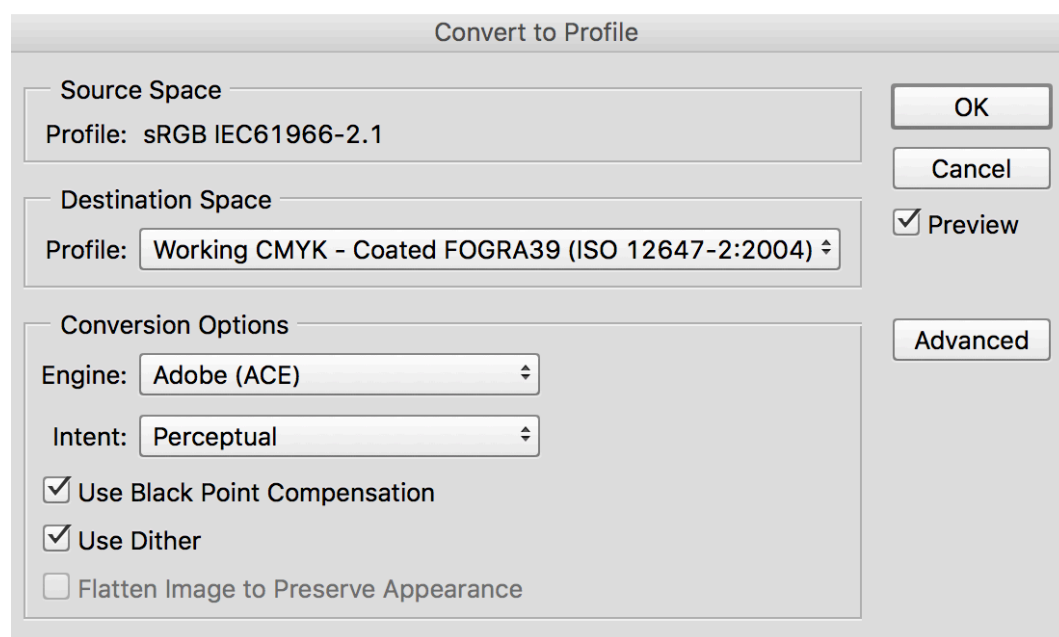 Convert to Profile
Source Space
Profile: sRGB IEC61966-2.1
Destination Space
Profile: Working CMYK - Coated FOGRA39 (ISO 12647-2:2004)
Conversion Options
Engine: Adobe (ACE)
Intent: Perceptual
Use Black Point Compensation
Use Dither
Flatten Image to Preserve Appearance
OK
Cancel
Preview
Advanced